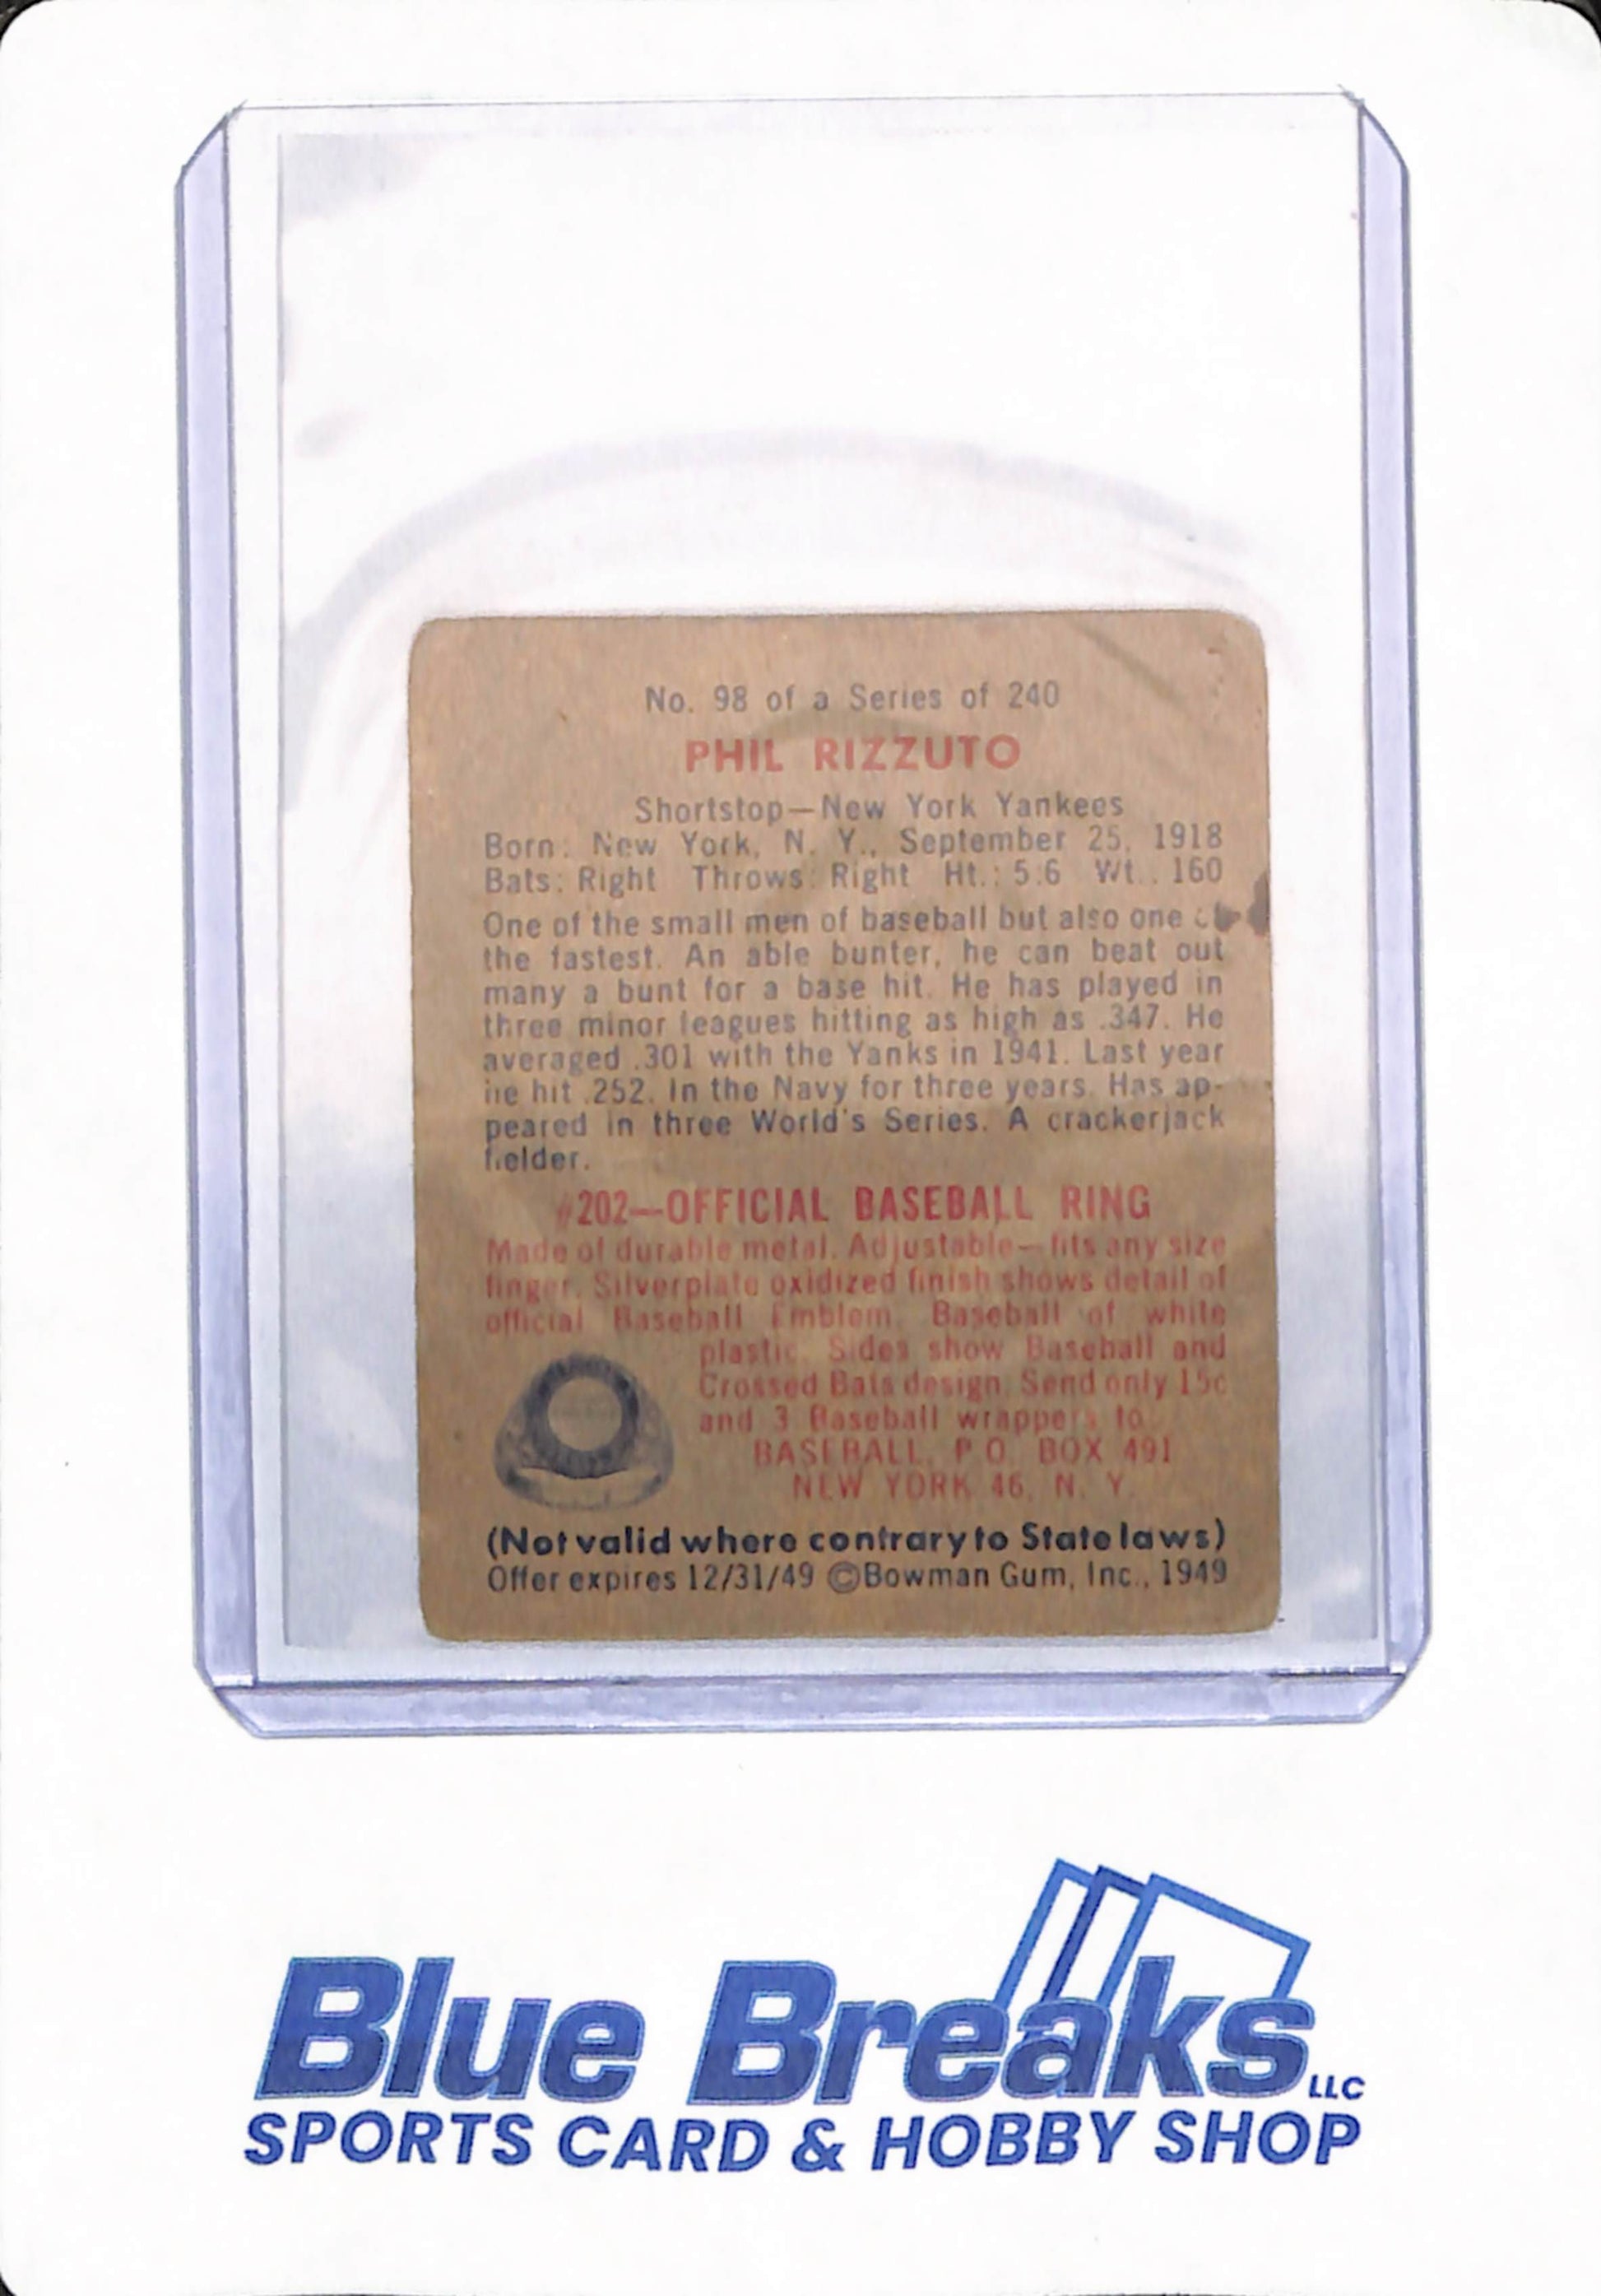 No. 98 of a Series of 240
PHIL RIZZUTO
Shortstop—New York Yankees
Born: New York, N. Y., September 25, 1918
Bats: Right Throws: Right Ht.: 5:6 Wt.: 160
One of the small men of baseball but also one
the fastest. An able bunter, he can beat out
many a bunt for a base hit. He has played in
three minor leagues hitting as high as .347. He
averaged .301 with the Yanks in 1941. Last year
he hit .252. In the Navy for three years. Has ap-
peared in three World's Series. A crackerjack
fielder.
#202—OFFICIAL BASEBALL RING
Made of durable metal. Adjustable—fits any size
finger. Silverplate oxidized finish shows detail of
official Baseball Emblem. Baseball of white
plastic. Sides show Baseball and
Crossed Bats design. Send only 15c
and 3 Baseball wrappers to
BASEBALL, P.O. BOX 491
NEW YORK 46, N. Y.
(Not valid where contrary to State laws)
Offer expires 12/31/49 ©Bowman Gum, Inc., 1949
Blue Breaks LLC
SPORTS CARD & HOBBY SHOP